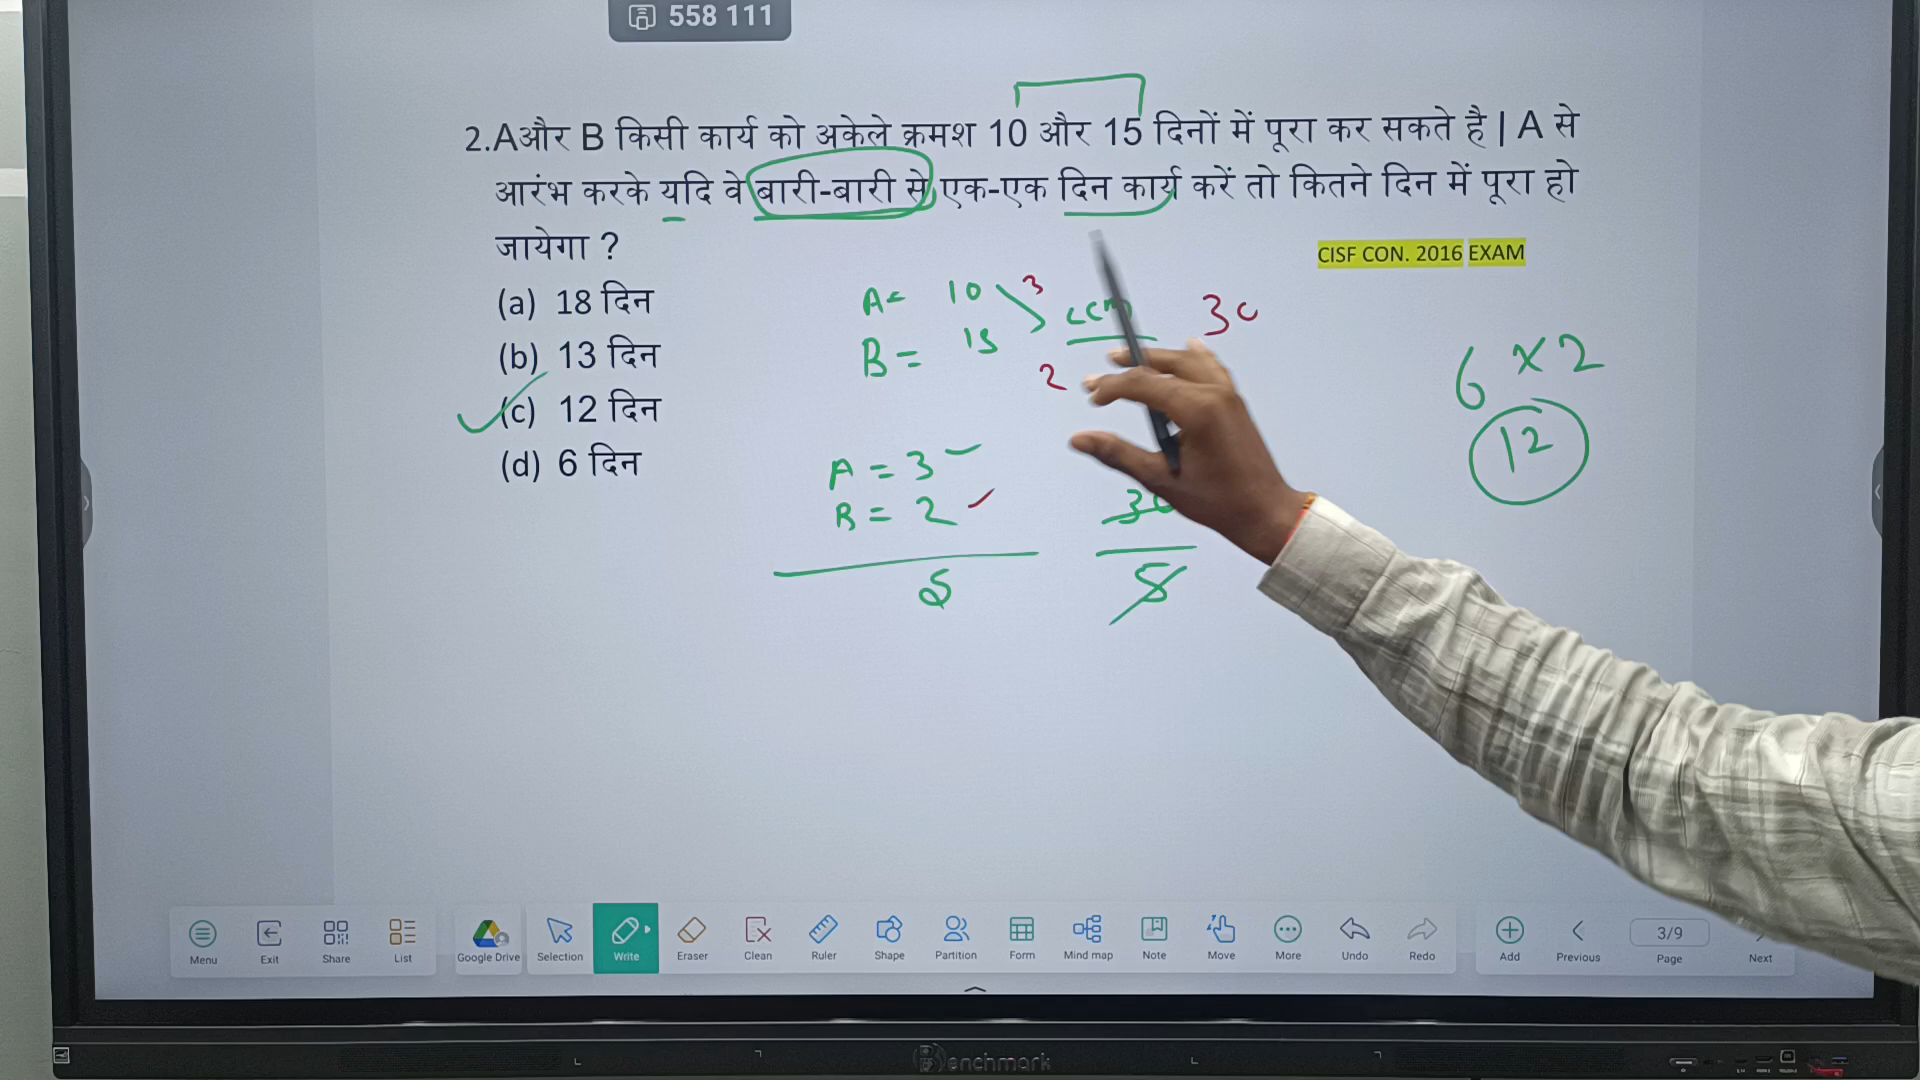 558 111
2.Aऔर B किसी कार्य को अकेले क्रमश 10 और 15 दिनों में पूरा कर सकते है | A से
आरंभ करके यदि वे बारी-बारी से एक-एक दिन कार्य करें तो कितने दिन में पूरा हो
जायेगा ?
CISF CON. 2016 EXAM
(a) 18 दिन
(b) 13 दिन
(c) 12 दिन
(d) 6 दिन
A= 10 3
LCM 30
B = 15
2
6 × 2
12
A = 3
B = 2 30
5 5
Menu Exit Share List Google Drive Selection Write Eraser Clean Ruler Shape Partition Form Mind map Note Move More Undo Redo Add Previous 3/9 Page Next
Benchmark